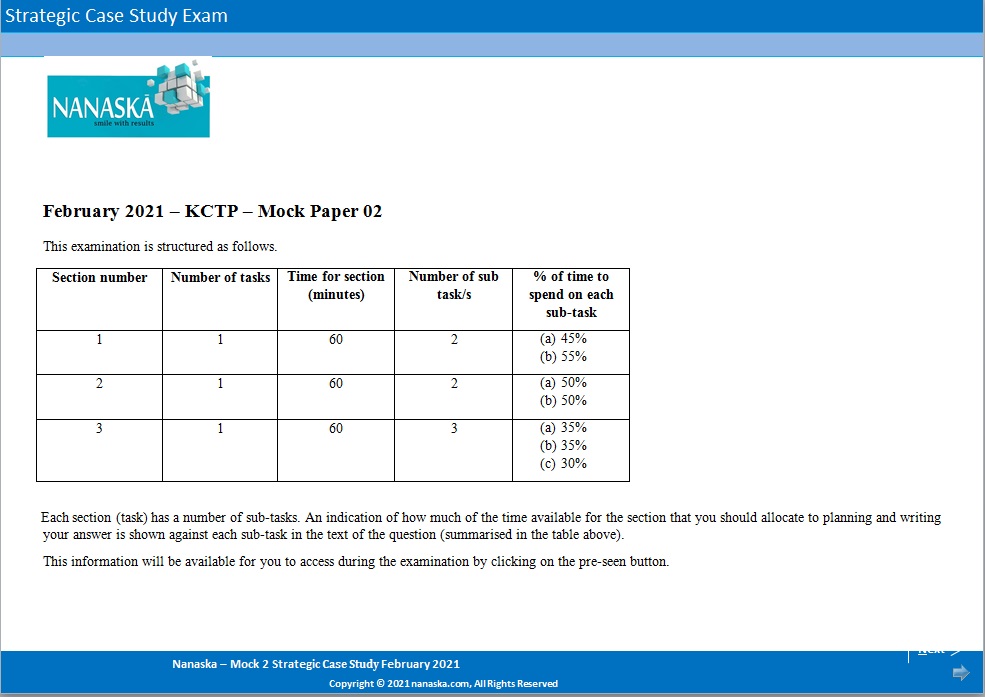 Strategic Case Study Exam
NANASKĀ
smile with results
February 2021 – KCTP – Mock Paper 02
This examination is structured as follows.
Section number Number of tasks Time for section (minutes) Number of sub task/s % of time to spend on each sub-task
1 1 60 2 (a) 45%
(b) 55%
2 1 60 2 (a) 50%
(b) 50%
3 1 60 3 (a) 35%
(b) 35%
(c) 30%
Each section (task) has a number of sub-tasks. An indication of how much of the time available for the section that you should allocate to planning and writing
your answer is shown against each sub-task in the text of the question (summarised in the table above).
This information will be available for you to access during the examination by clicking on the pre-seen button.
Next >
Nanaska – Mock 2 Strategic Case Study February 2021
Copyright © 2021 nanaska.com, All Rights Reserved